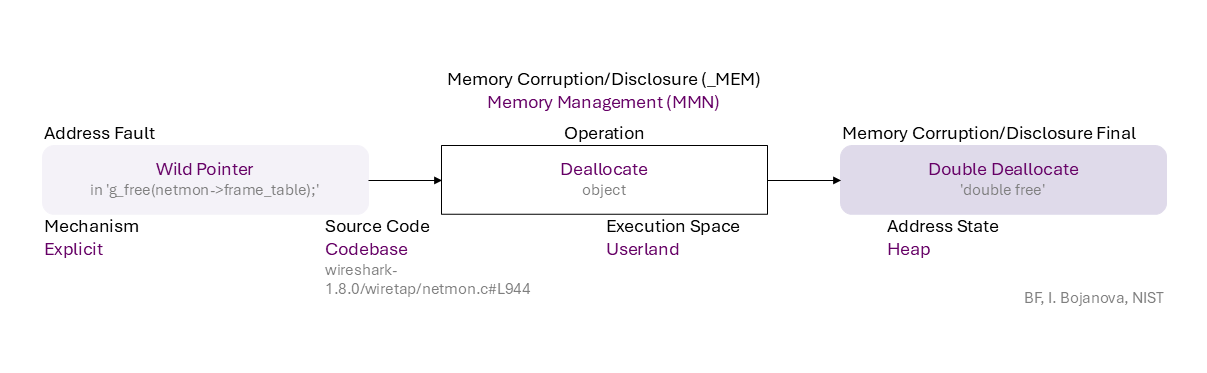 Memory Corruption/Disclosure (_MEM)
Memory Management (MMN)
Address Fault
Operation
Memory Corruption/Disclosure Final
Wild Pointer
in 'g_free(netmon->frame_table);'
Deallocate
object
Double Deallocate
'double free'
Mechanism
Explicit
Source Code
Codebase
wireshark-
1.8.0/wiretap/netmon.c#L944
Execution Space
Userland
Address State
Heap
BF, I. Bojanova, NIST